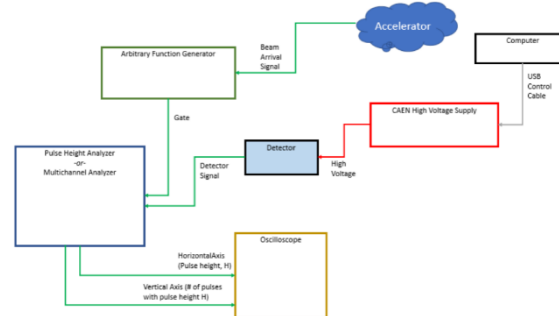 Accelerator
Computer
Arbitrary Function Generator
Beam
Arrival
Signal
USB
Control
Cable
CAEN High Voltage Supply
Gate
Pulse Height Analyzer
-or-
Multichannel Analyzer
Detector
Detector
Signal
High
Voltage
Oscilloscope
HorizontalAxis
(Pulse height, H)
Vertical Axis (# of pulses
with pulse height H)